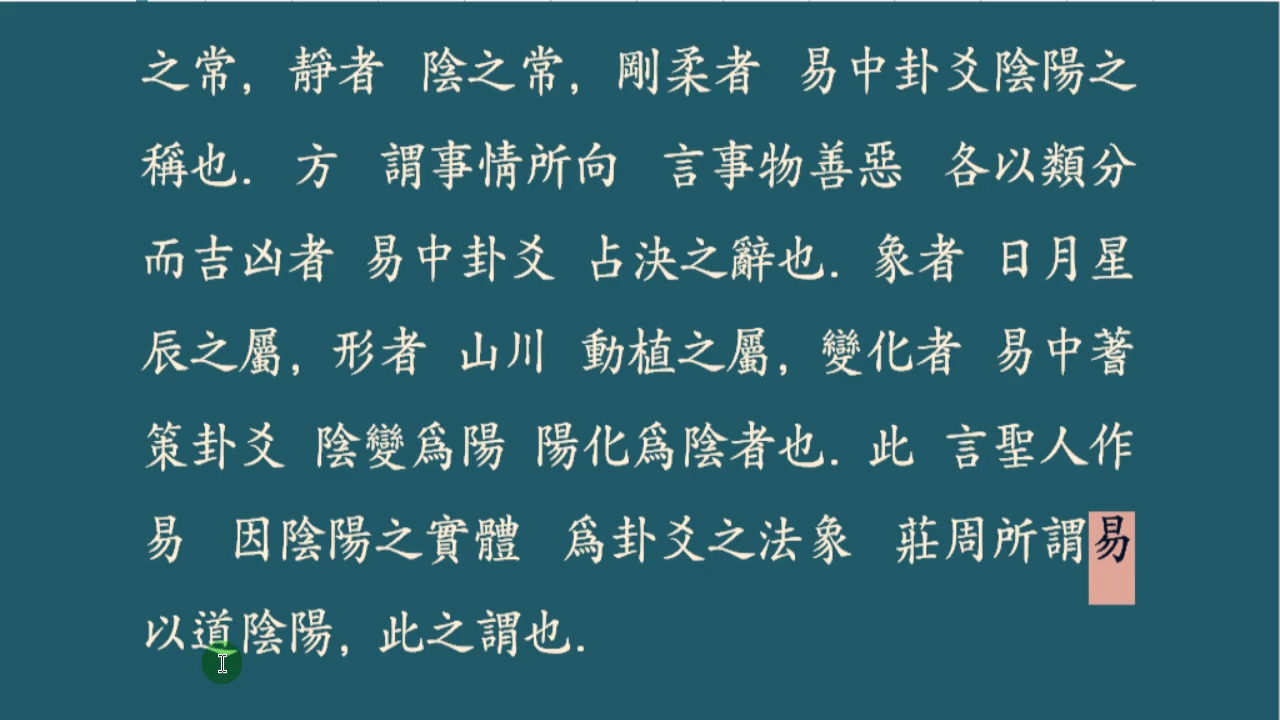 之常, 靜者 陰之常, 剛柔者 易中卦爻陰陽之
稱也. 方 謂事情所向 言事物善惡 各以類分
而吉凶者 易中卦爻 占決之辭也. 象者 日月星
辰之屬, 形者 山川 動植之屬, 變化者 易中蓍
策卦爻 陰變爲陽 陽化爲陰者也. 此 言聖人作
易 因陰陽之實體 爲卦爻之法象 莊周所謂易
以道陰陽, 此之謂也.